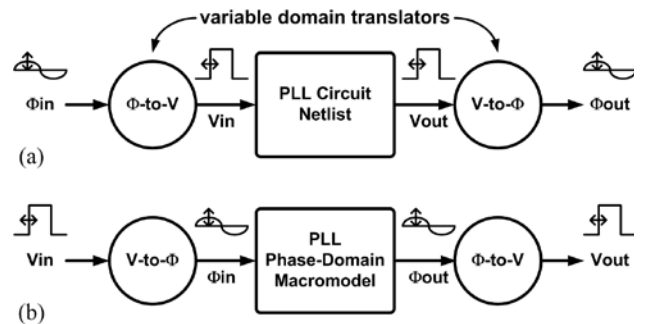 variable domain translators
Φin
Φ-to-V
Vin
PLL Circuit
Netlist
Vout
V-to-Φ
Φout
(a)
Vin
V-to-Φ
Φin
PLL
Phase-Domain
Macromodel
Φout
Φ-to-V
Vout
(b)